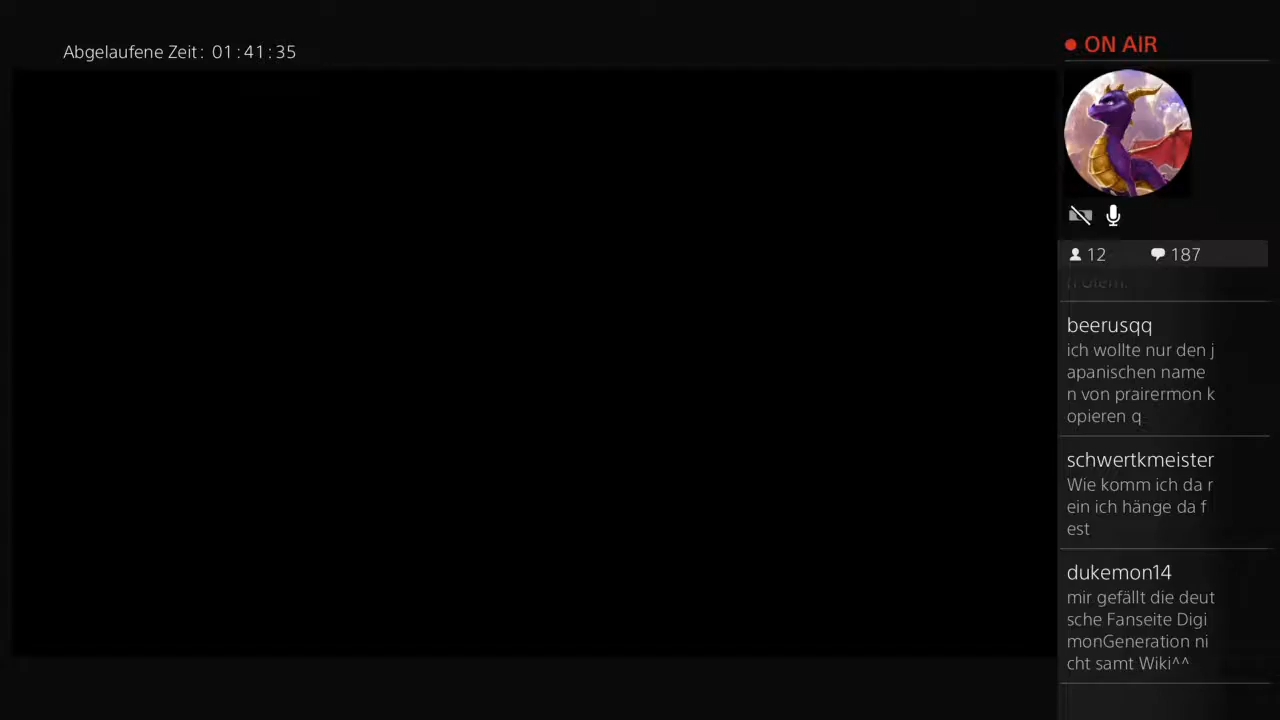 Abgelaufene Zeit: 01:41:35
ON AIR
12 187
beerusqq
ich wollte nur den j
apanischen name
n von prairermon k
opieren q
schwertkmeister
Wie komm ich da r
ein ich hänge da f
est
dukemon14
mir gefällt die deut
sche Fanseite Digi
monGeneration ni
cht samt Wiki^^